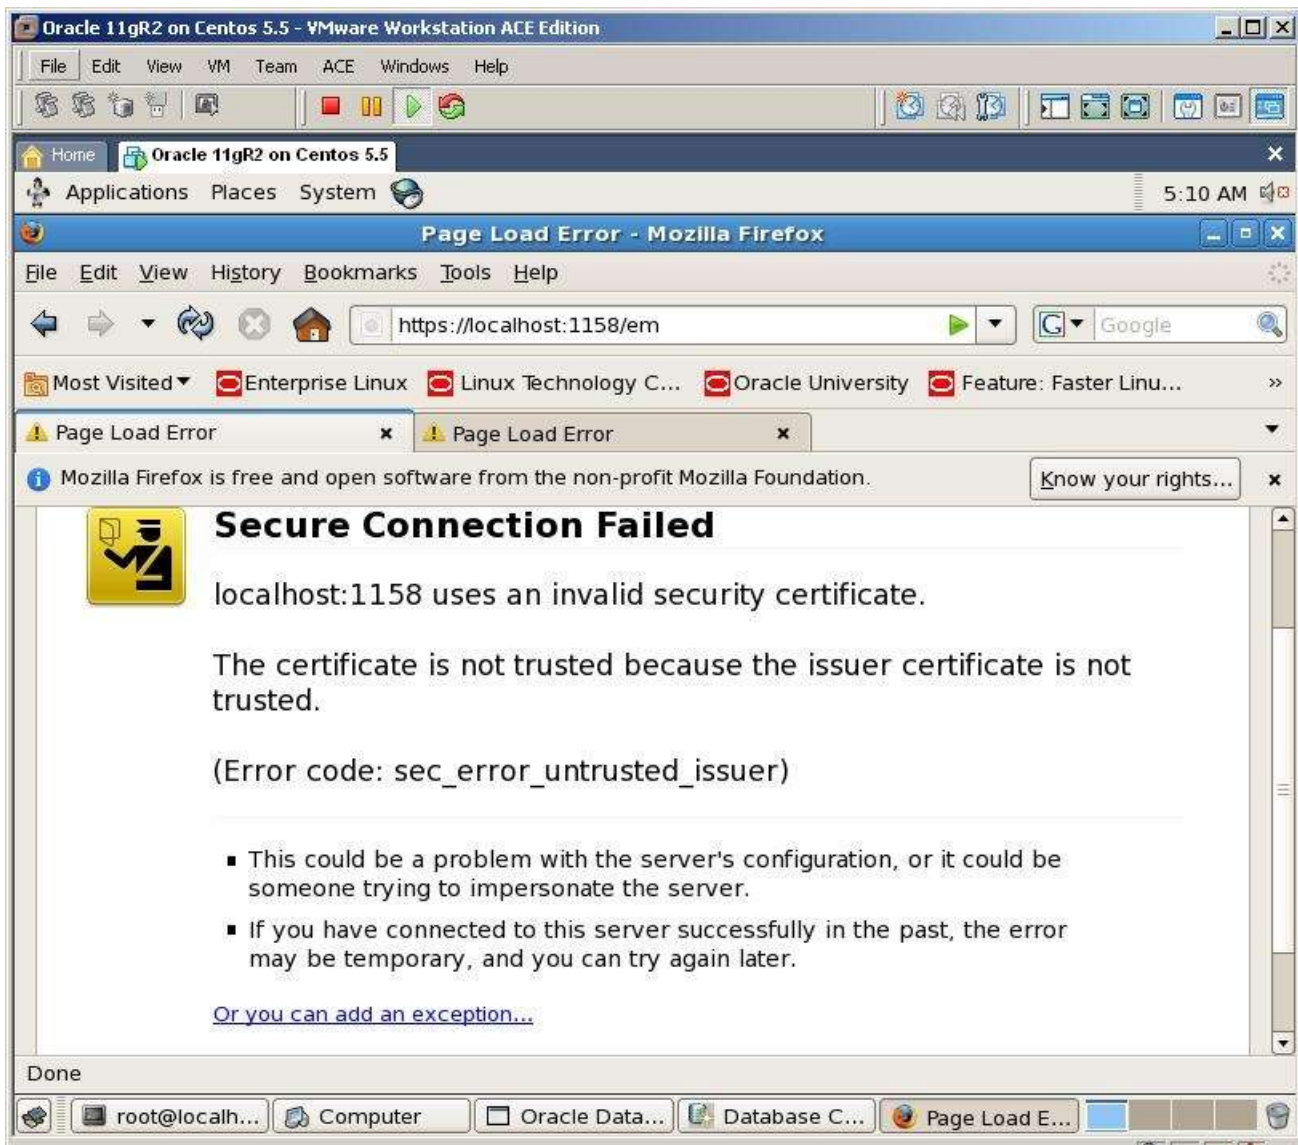 Oracle 11gR2 on Centos 5.5 - VMware Workstation ACE Edition
File Edit View VM Team ACE Windows Help
Home Oracle 11gR2 on Centos 5.5
Applications Places System 5:10 AM
Page Load Error - Mozilla Firefox
File Edit View History Bookmarks Tools Help
https://localhost:1158/em G Google
Most Visited Enterprise Linux Linux Technology C... Oracle University Feature: Faster Linu... »
Page Load Error Page Load Error
Mozilla Firefox is free and open software from the non-profit Mozilla Foundation. Know your rights...
Secure Connection Failed
localhost:1158 uses an invalid security certificate.
The certificate is not trusted because the issuer certificate is not
trusted.
(Error code: sec_error_untrusted_issuer)
This could be a problem with the server's configuration, or it could be
someone trying to impersonate the server.
If you have connected to this server successfully in the past, the error
may be temporary, and you can try again later.
Or you can add an exception...
Done
root@localh... Computer Oracle Data... Database C... Page Load E...